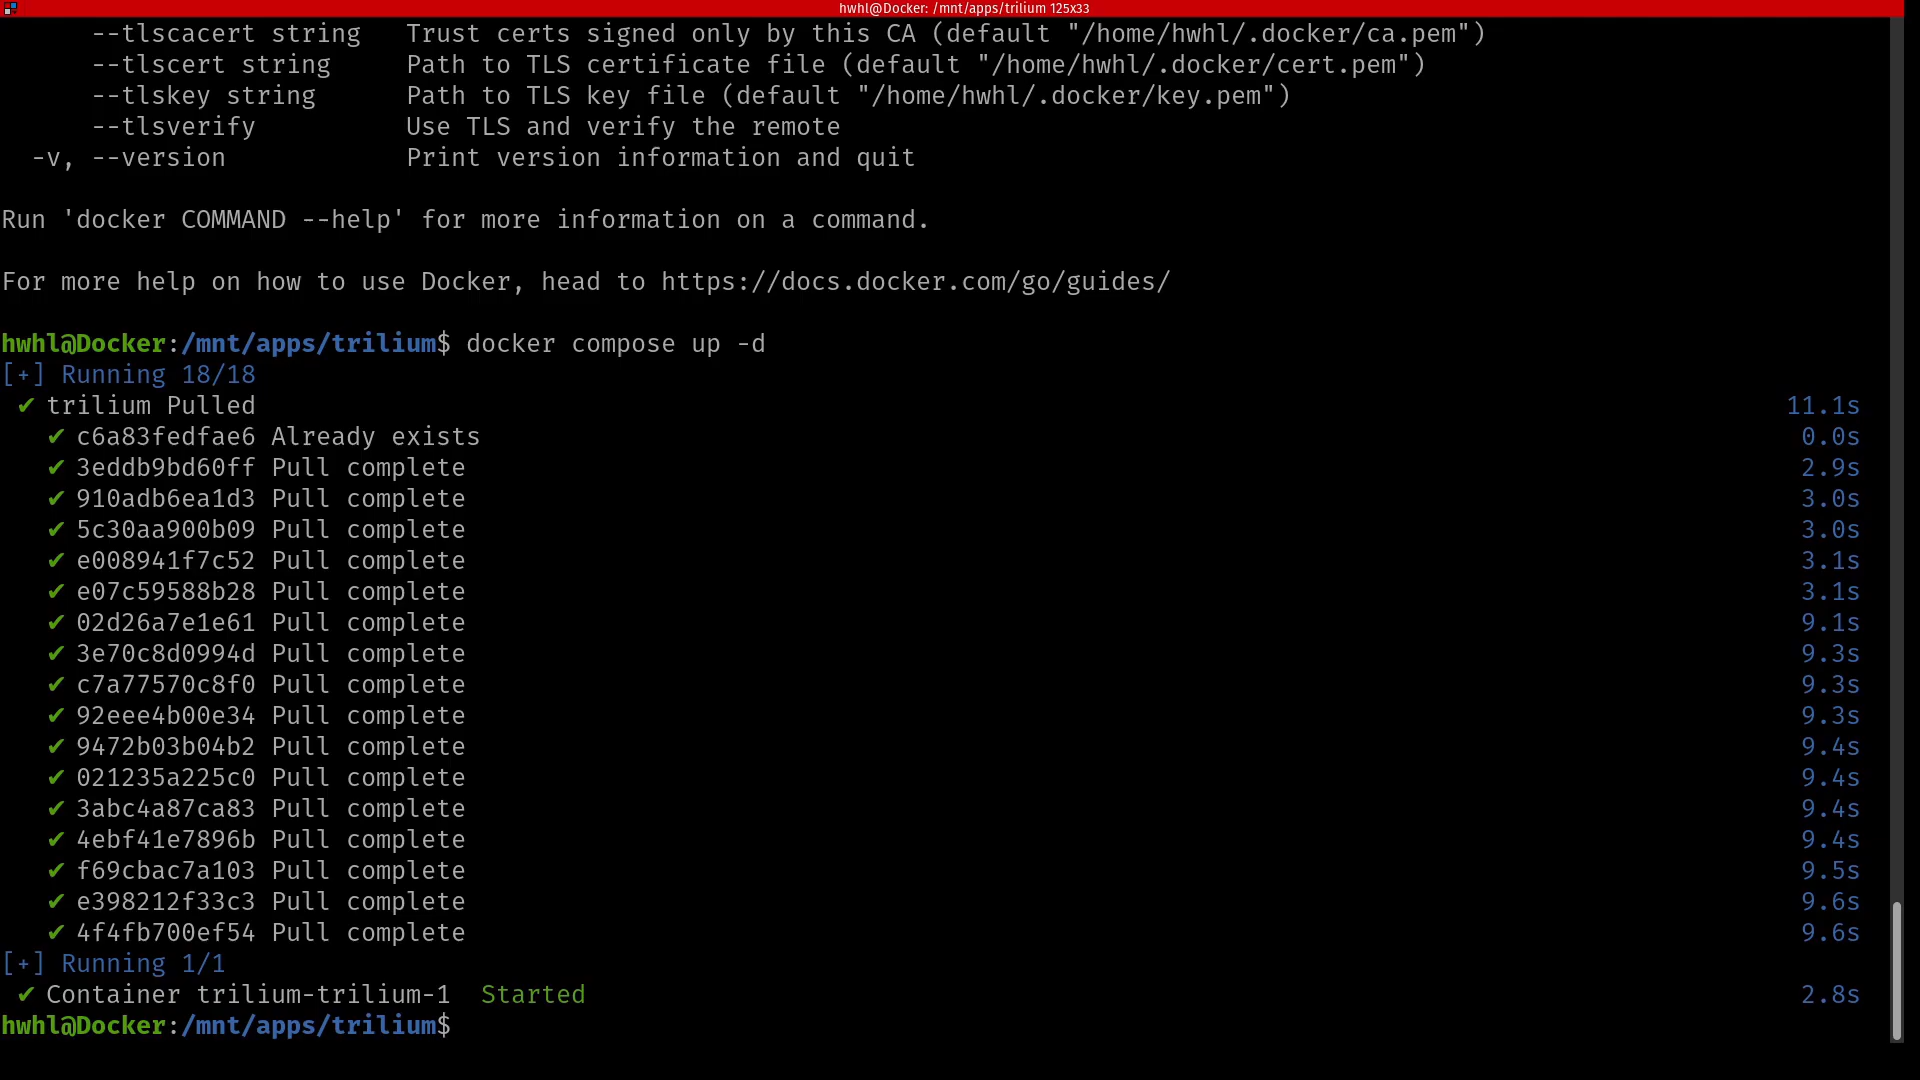 hwhl@Docker: /mnt/apps/trilium 125x33
--tlscacert string   Trust certs signed only by this CA (default "/home/hwhl/.docker/ca.pem")
--tlscert string     Path to TLS certificate file (default "/home/hwhl/.docker/cert.pem")
--tlskey string      Path to TLS key file (default "/home/hwhl/.docker/key.pem")
--tlsverify          Use TLS and verify the remote
-v, --version            Print version information and quit
Run 'docker COMMAND --help' for more information on a command.
For more help on how to use Docker, head to https://docs.docker.com/go/guides/
hwhl@Docker:/mnt/apps/trilium$ docker compose up -d
[+] Running 18/18
✔ trilium Pulled 11.1s
✔ c6a83fedfae6 Already exists 0.0s
✔ 3eddb9bd60ff Pull complete 2.9s
✔ 910adb6ea1d3 Pull complete 3.0s
✔ 5c30aa900b09 Pull complete 3.0s
✔ e008941f7c52 Pull complete 3.1s
✔ e07c59588b28 Pull complete 3.1s
✔ 02d26a7e1e61 Pull complete 9.1s
✔ 3e70c8d0994d Pull complete 9.3s
✔ c7a77570c8f0 Pull complete 9.3s
✔ 92eee4b00e34 Pull complete 9.3s
✔ 9472b03b04b2 Pull complete 9.4s
✔ 021235a225c0 Pull complete 9.4s
✔ 3abc4a87ca83 Pull complete 9.4s
✔ 4ebf41e7896b Pull complete 9.4s
✔ f69cbac7a103 Pull complete 9.5s
✔ e398212f33c3 Pull complete 9.6s
✔ 4f4fb700ef54 Pull complete 9.6s
[+] Running 1/1
✔ Container trilium-trilium-1  Started 2.8s
hwhl@Docker:/mnt/apps/trilium$